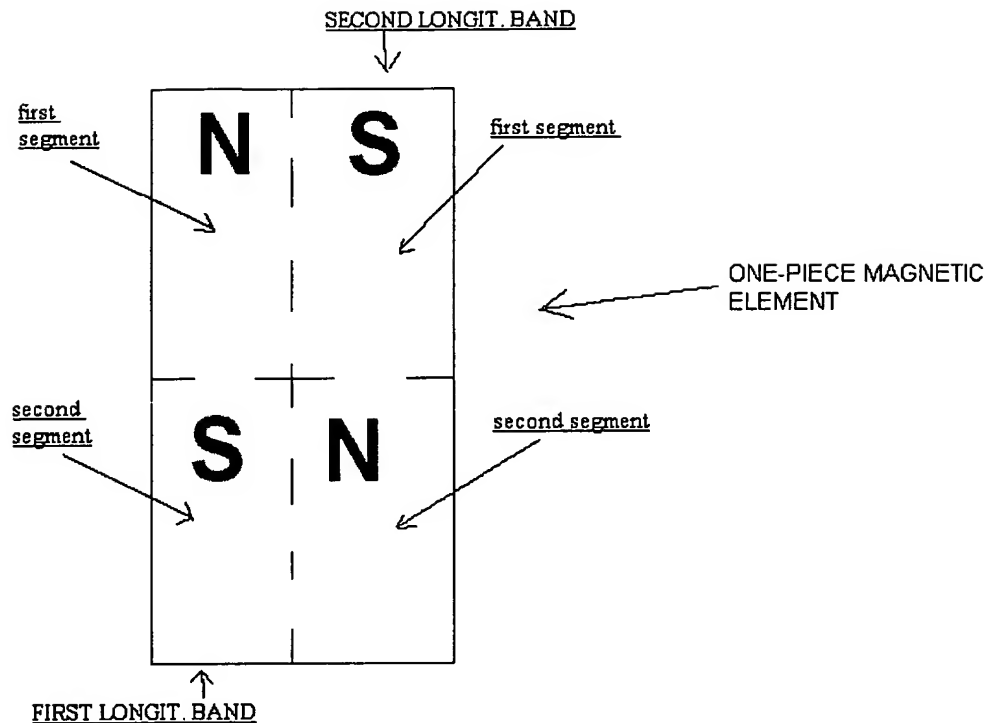 SECOND LONGIT. BAND
first
segment
N S
first segment
ONE-PIECE MAGNETIC
ELEMENT
second
segment
S N
second segment
FIRST LONGIT. BAND